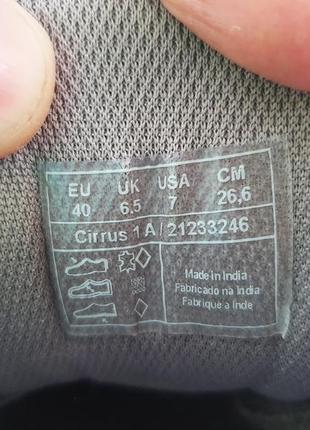 EU UK USA CM
40 6,5 7 26,6
Cirrus 1 A / 21233246
Made in India
Fabricado na India
Fabriqué a Inde